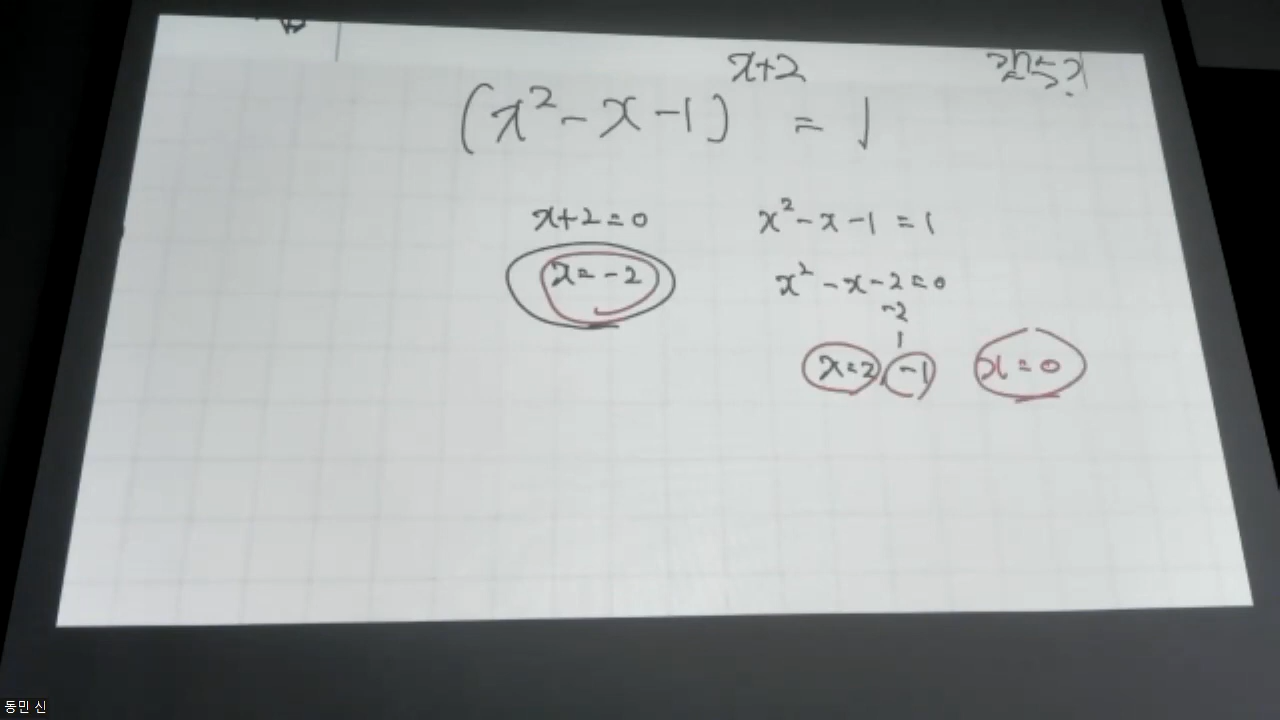 (x²-x-1)^{x+2} = 1
x+2=0
x²-x-1 = 1
x=-2
x²-x-2=0
-2
1
x=2, -1
x=0
동민 신